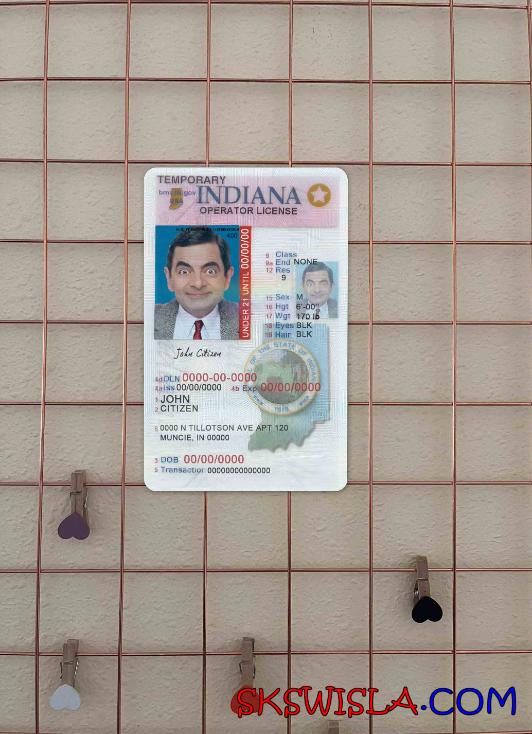 TEMPORARY
bmv.in.gov
USA
INDIANA
OPERATOR LICENSE
400
UNDER 21 UNTIL 00/00/00
9 Class
9a End NONE
12 Res
9
15 Sex M
16 Hgt 6'-00"
17 Wgt 170 lb
18 Eyes BLK
19 Hair BLK
John Citizen
4d DLN 0000-00-0000
4a Iss 00/00/0000 4b Exp 00/00/0000
1 JOHN
2 CITIZEN
8 0000 N TILLOTSON AVE APT 120
MUNCIE, IN 00000
3 DOB 00/00/0000
5 Transaction 00000000000000
OF THE STATE OF
1816
SKSWISLA.COM